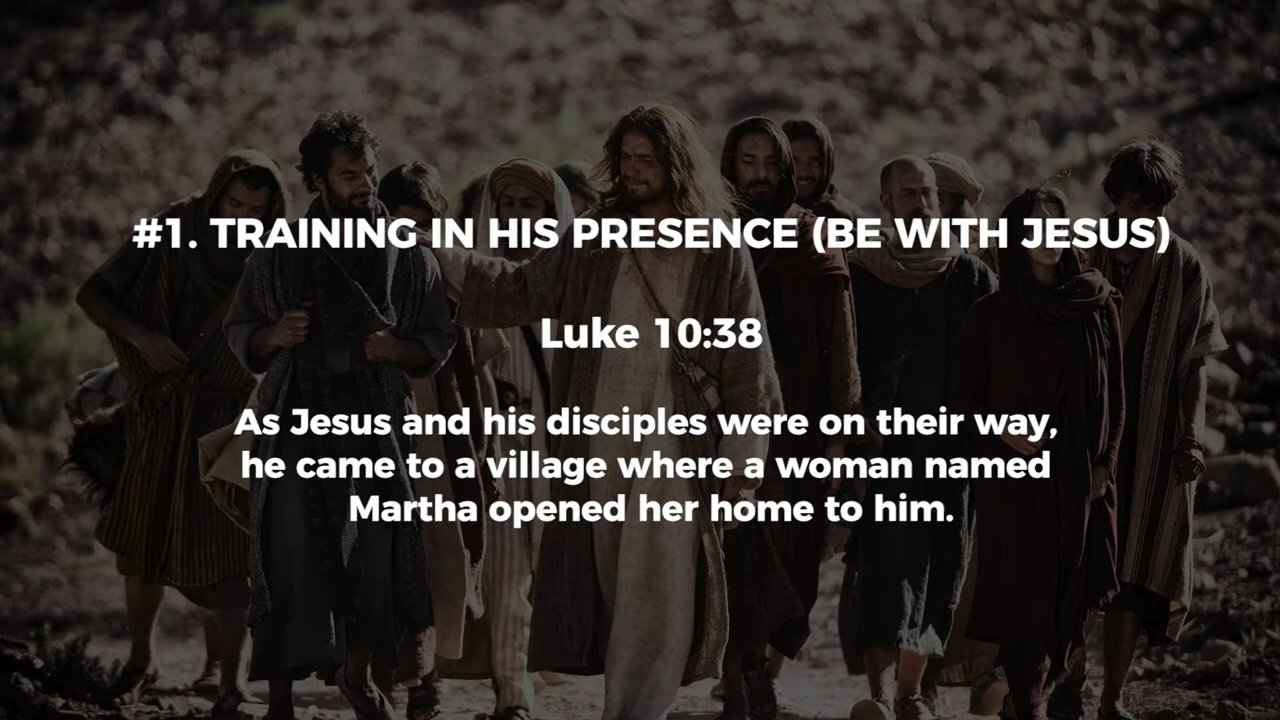 #1. TRAINING IN HIS PRESENCE (BE WITH JESUS)
Luke 10:38
As Jesus and his disciples were on their way,
he came to a village where a woman named
Martha opened her home to him.